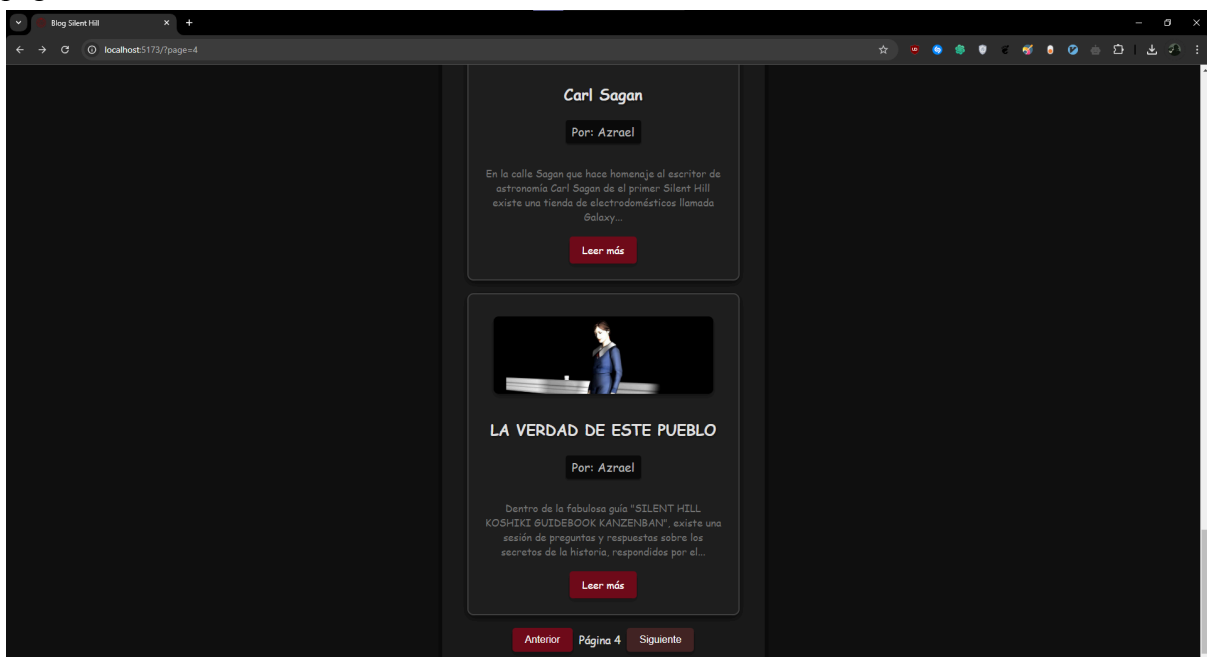 Blog Silent Hill
localhost:5173/?page=4
Carl Sagan
Por: Azrael
En la calle Sagan que hace homenaje al escritor de
astronomía Carl Sagan de el primer Silent Hill
existe una tienda de electrodomésticos llamada
Galaxy...
Leer más
LA VERDAD DE ESTE PUEBLO
Por: Azrael
Dentro de la fabulosa guía "SILENT HILL
KOSHIKI GUIDEBOOK KANZENBAN", existe una
sesión de preguntas y respuestas sobre los
secretos de la historia, respondidos por el...
Leer más
Anterior Página 4 Siguiente